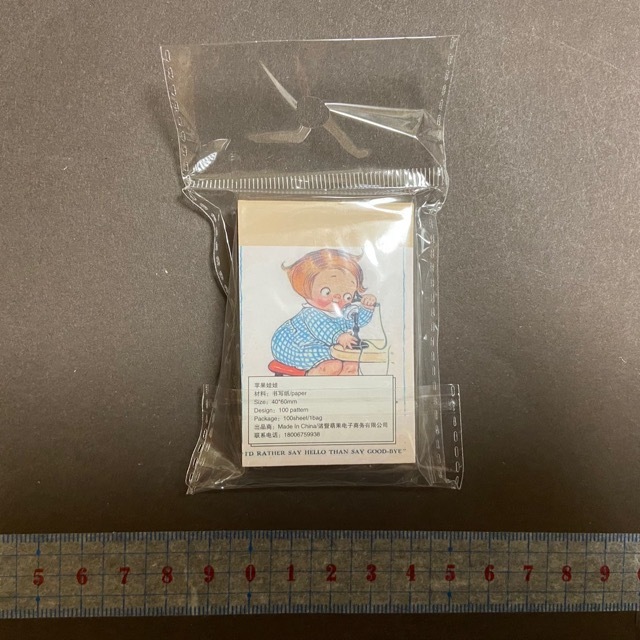 苹果娃娃
材料：书写纸/paper
Size：40*60mm
Design：100 pattern
Package：100sheet/1bag
出品商：Made In China/诸暨萌果电子商务有限公司
联系电话：18006759938
I'D RATHER SAY HELLO THAN SAY GOOD-BYE"
5 6 7 8 9 0 1 2 3 4 5 6 7 8 9